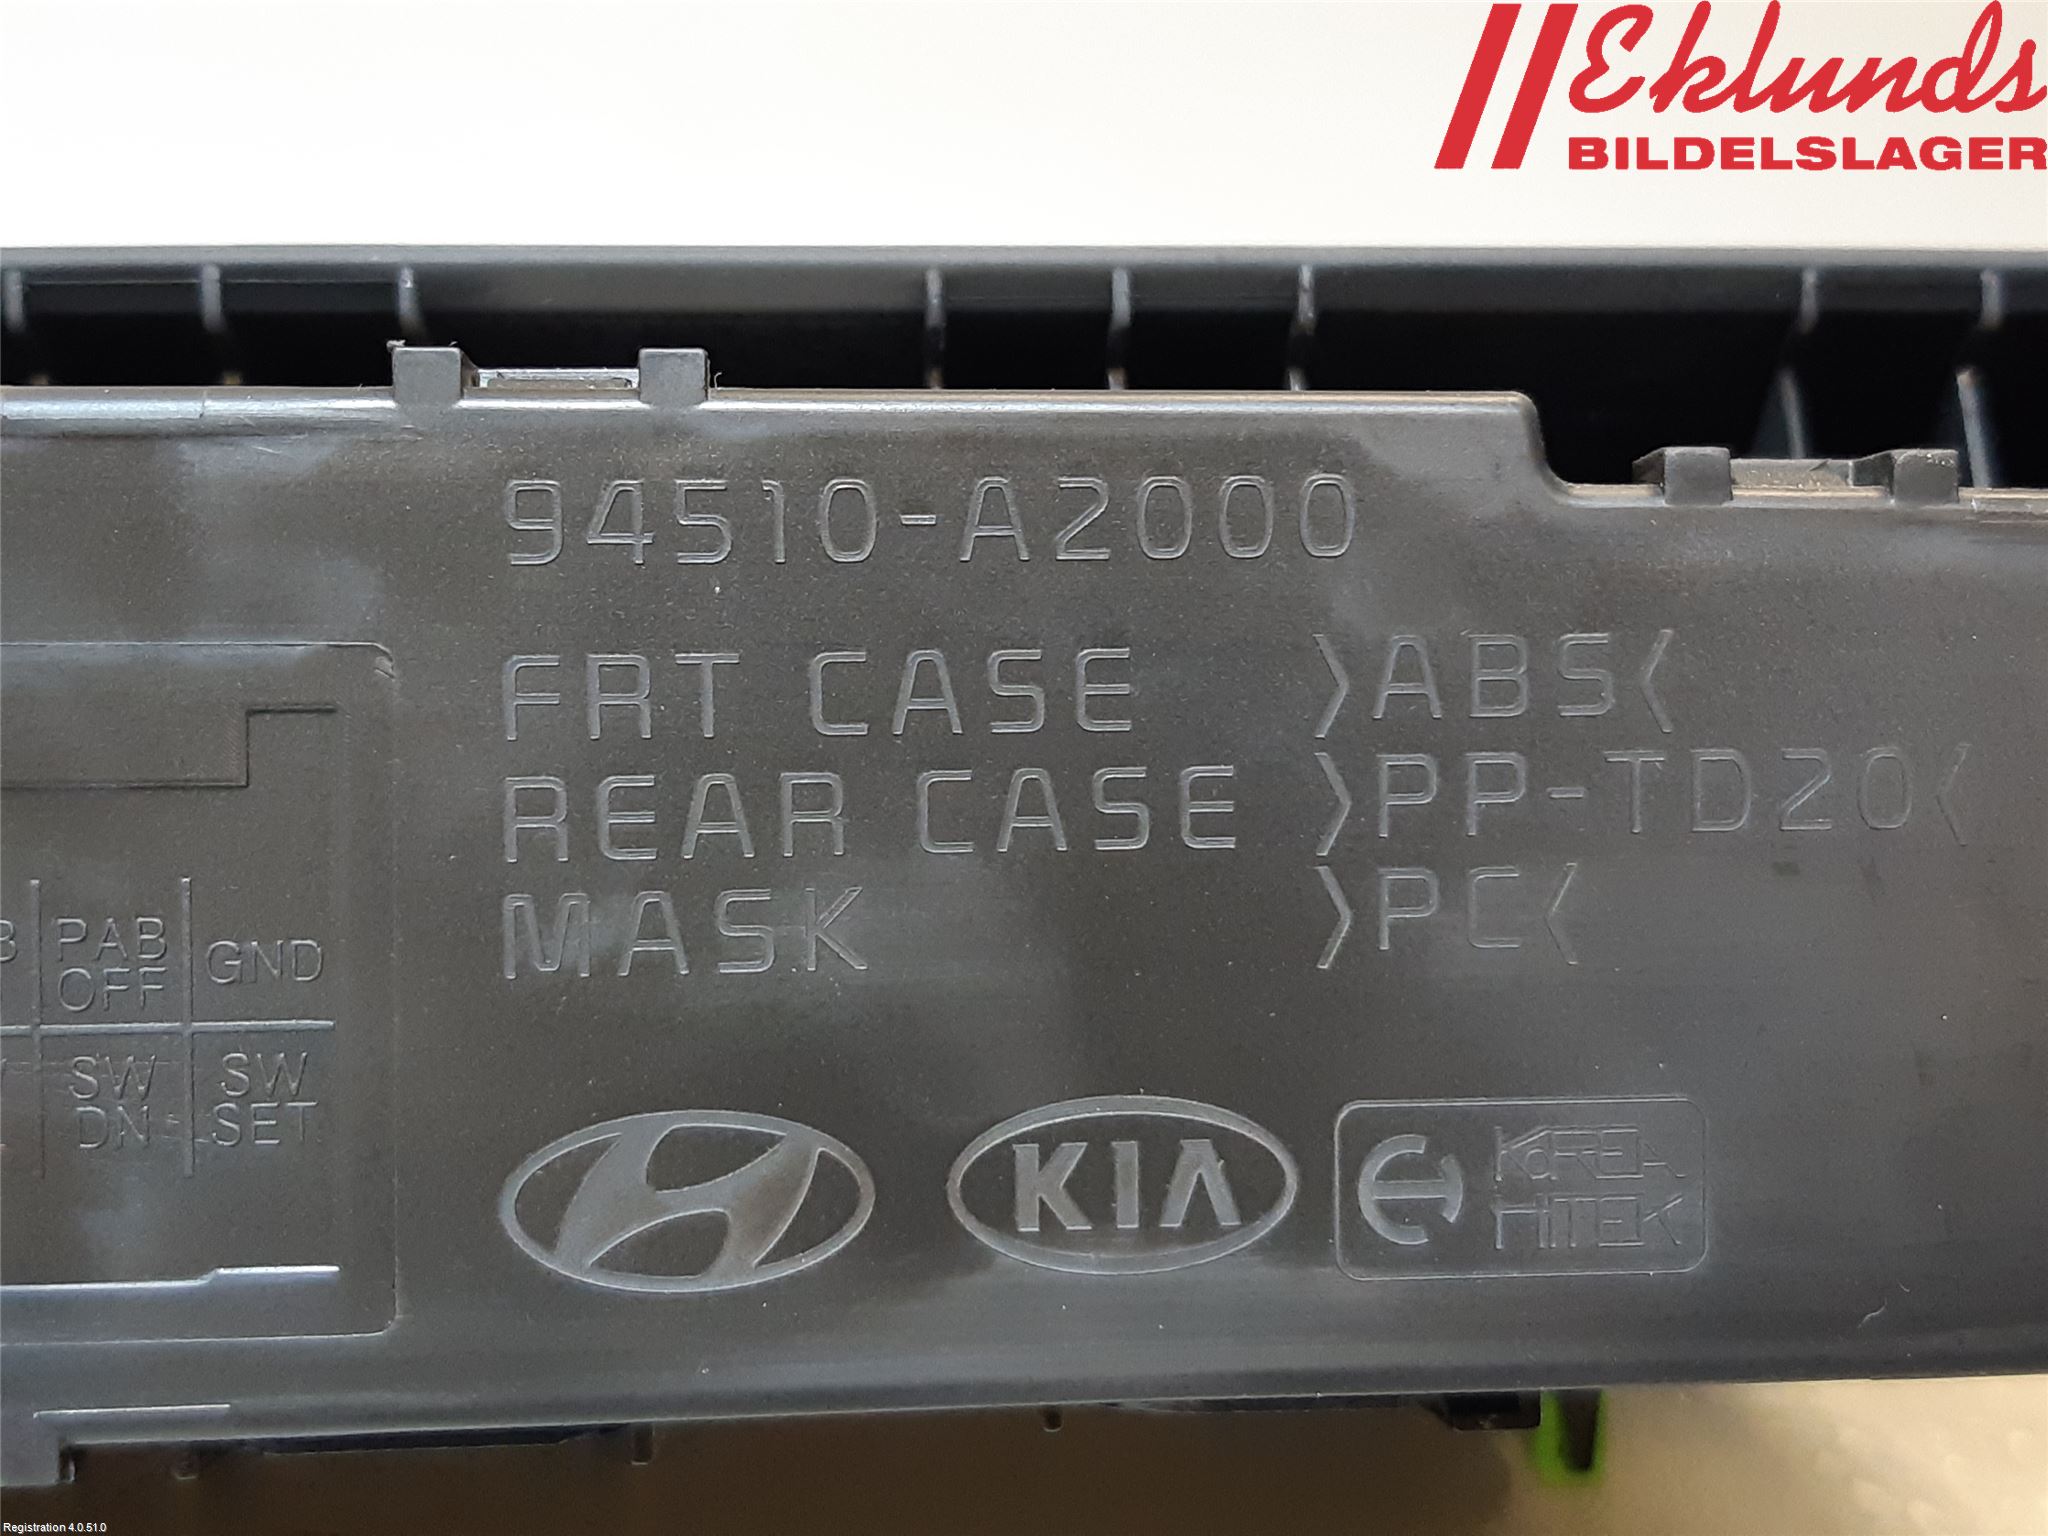 Eklunds
BILDELSLAGER
94510-A2000
FRT CASE >ABS<
REAR CASE >PP-TD20<
MASK >PC<
PAB
OFF
GND
SW
DN
SW
SET
KIA
KOREA
HITEK
Registration 4.0.51.0